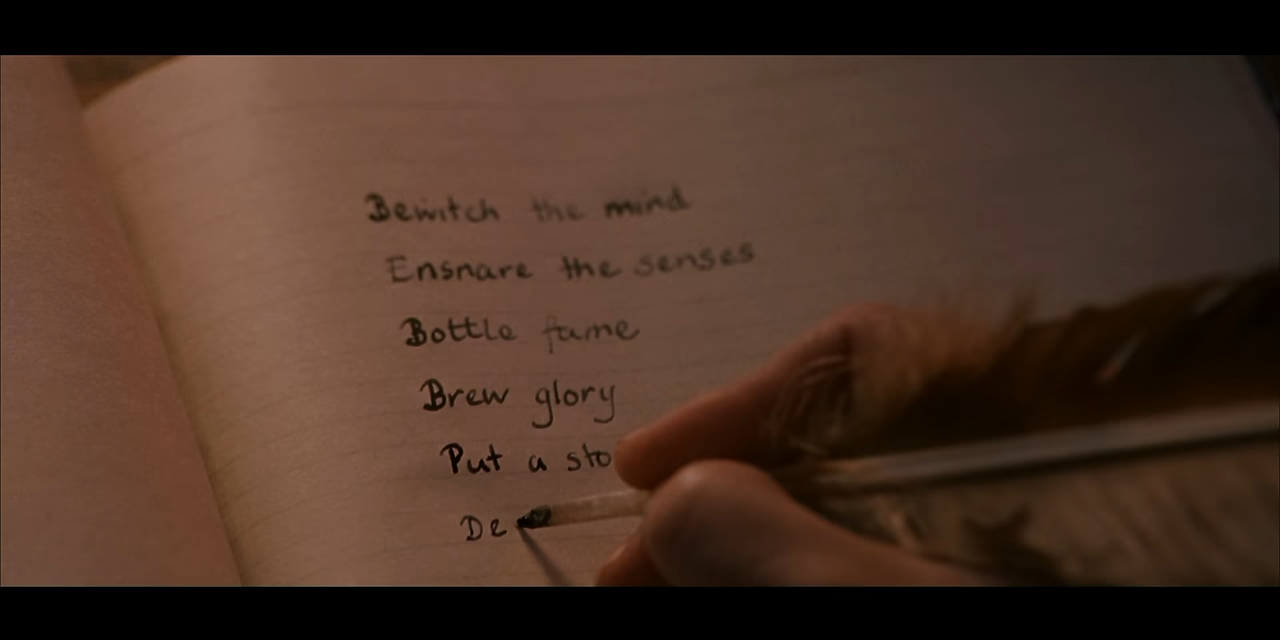 Bewitch the mind
Ensnare the senses
Bottle fame
Brew glory
Put a sto
De